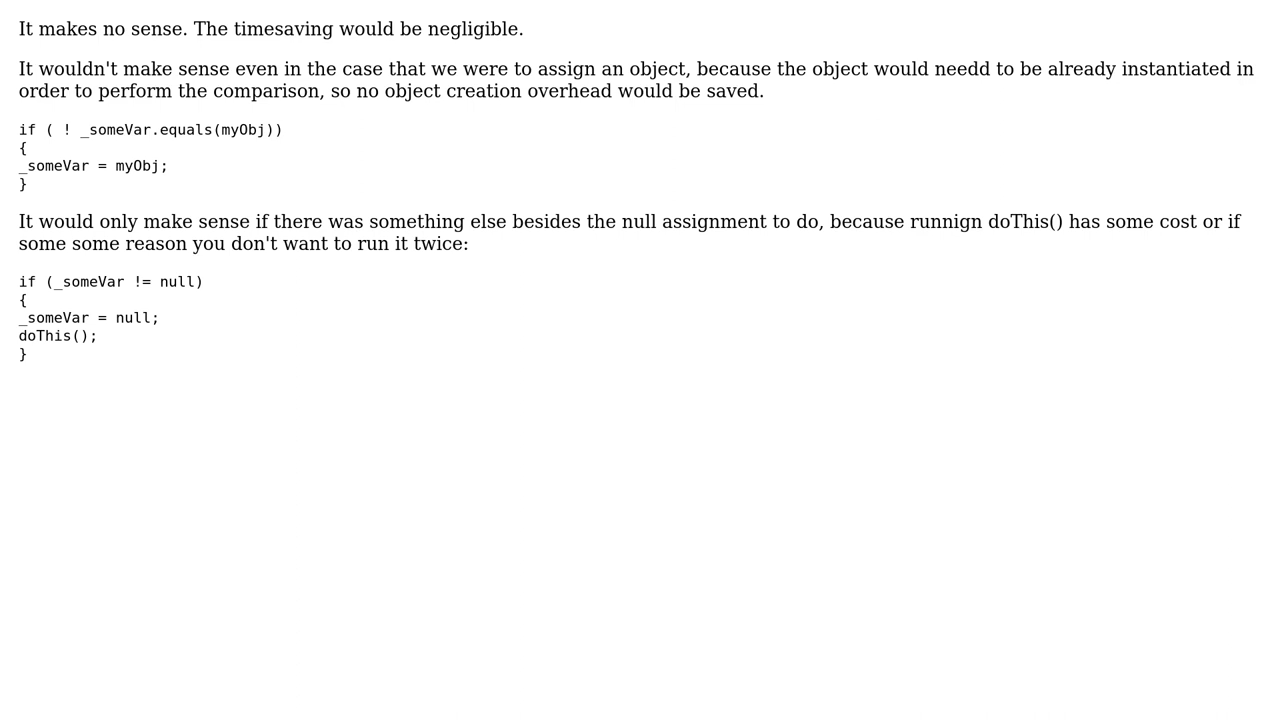 It makes no sense. The timesaving would be negligible.
It wouldn't make sense even in the case that we were to assign an object, because the object would needd to be already instantiated in
order to perform the comparison, so no object creation overhead would be saved.
if ( ! _someVar.equals(myObj))
{
_someVar = myObj;
}
It would only make sense if there was something else besides the null assignment to do, because runnign doThis() has some cost or if
some some reason you don't want to run it twice:
if (_someVar != null)
{
_someVar = null;
doThis();
}